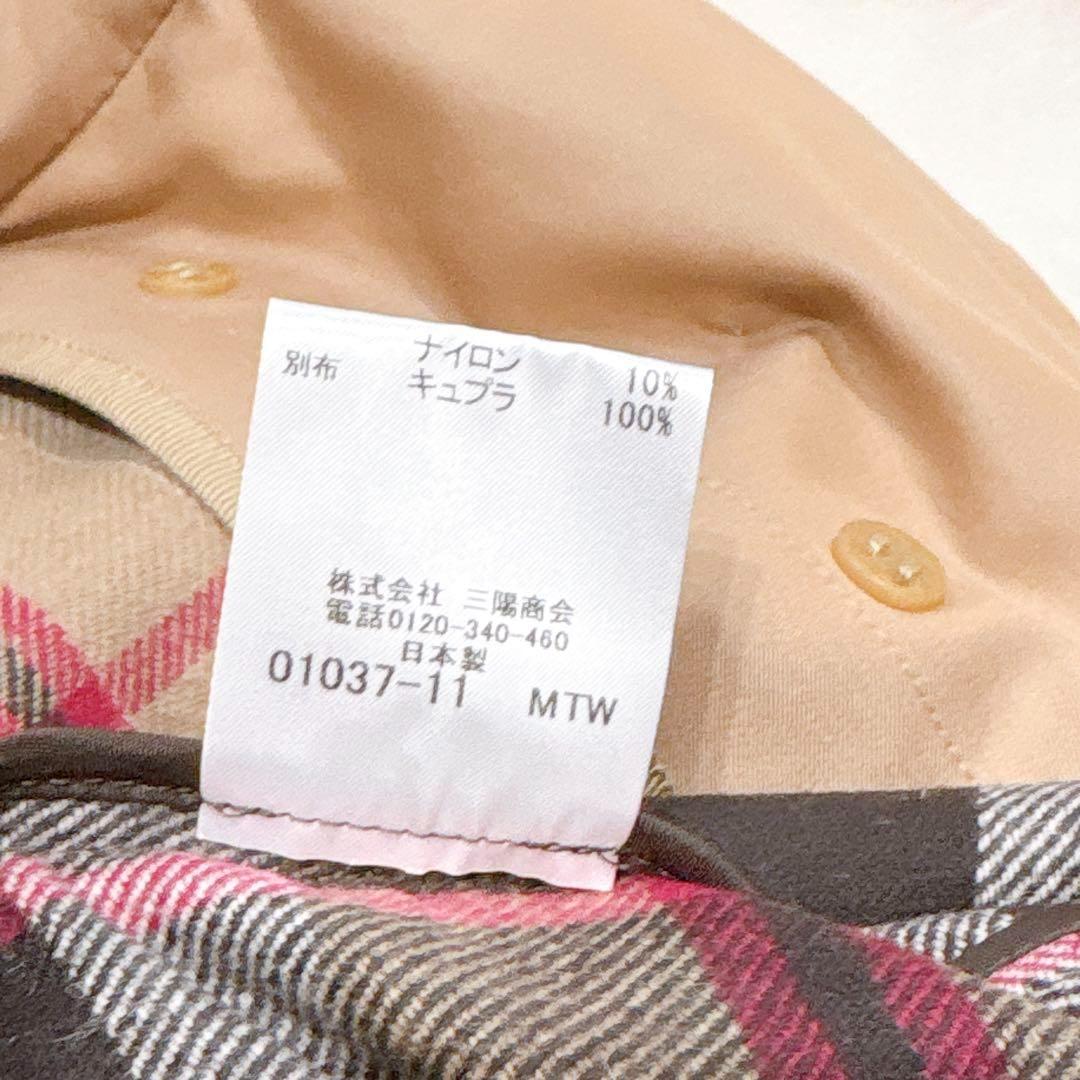 ナイロン 10%
別布 キュプラ 100%
株式会社 三陽商会
電話0120-340-460
日本製
01037-11 MTW